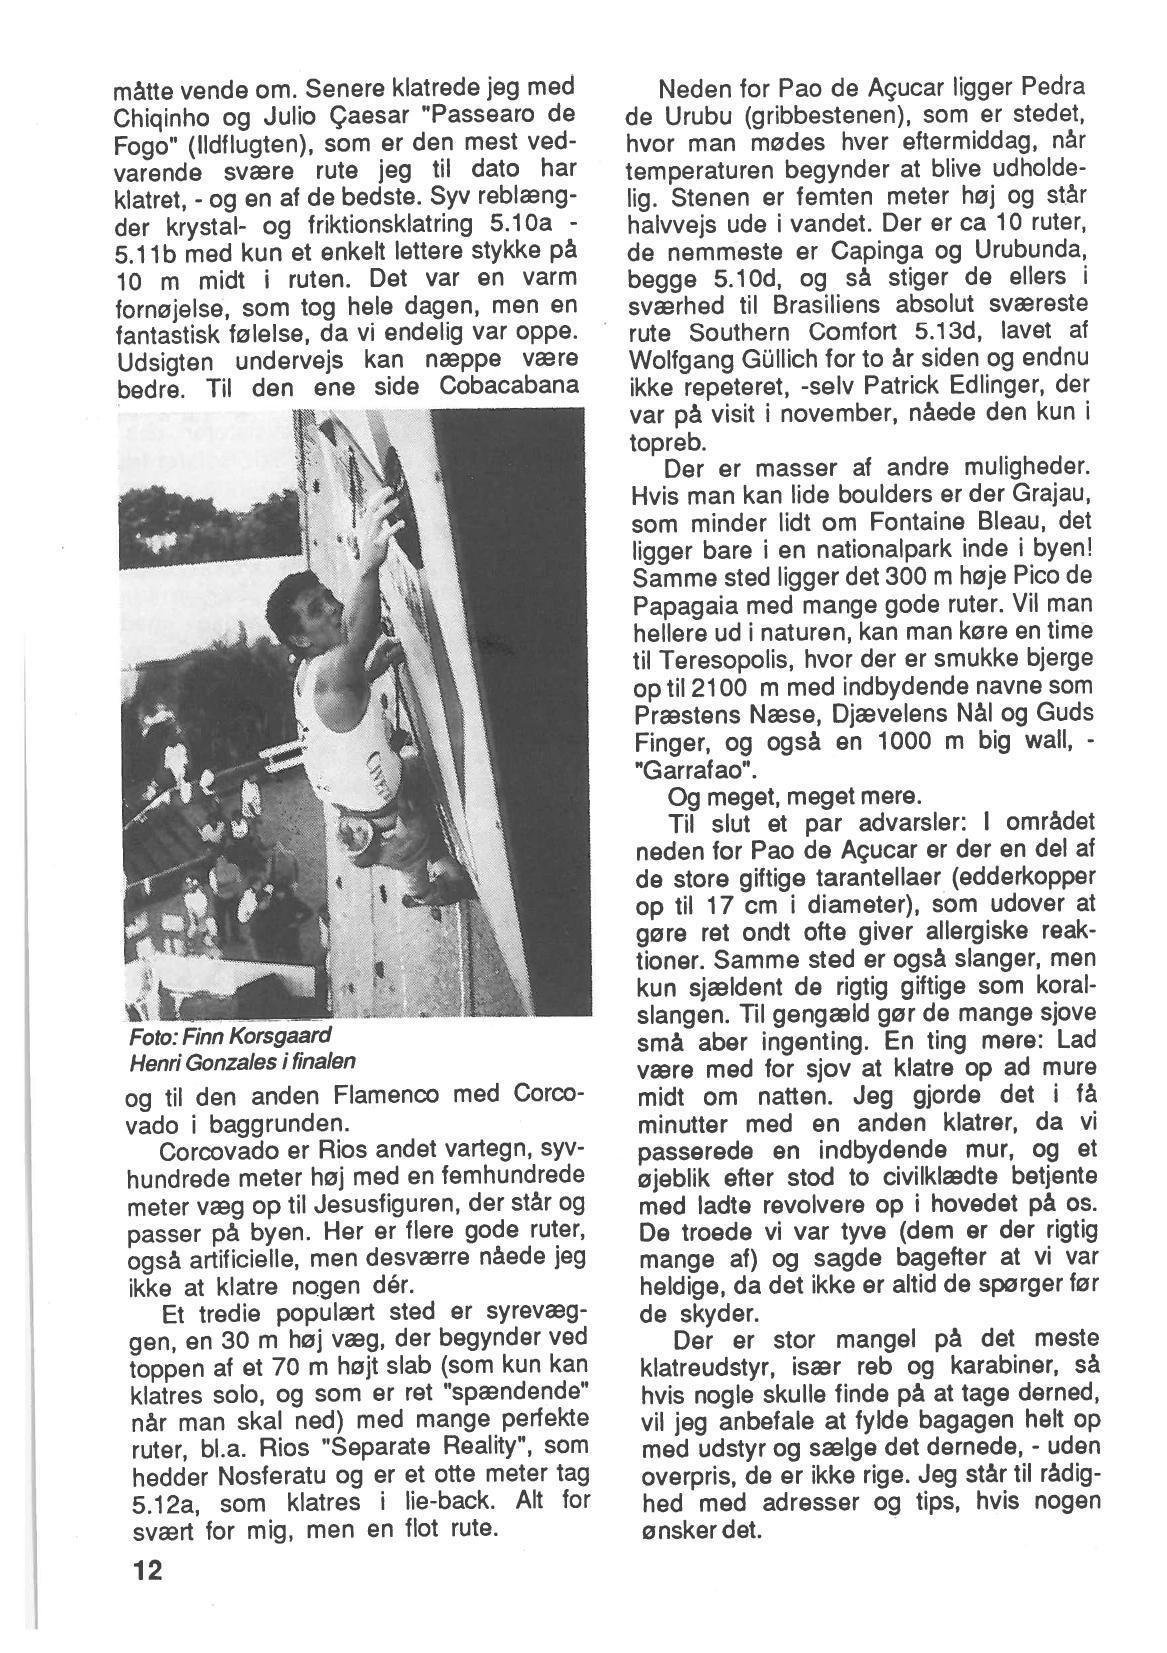 måtte vende om. Senere klatrede jeg med
Chiqinho og Julio Çaesar "Passearo de
Fogo" (Ildflugten), som er den mest ved-
varende svære rute jeg til dato har
klatret, - og en af de bedste. Syv reblæng-
der krystal- og friktionsklatring 5.10a -
5.11b med kun et enkelt lettere stykke på
10 m midt i ruten. Det var en varm
fornøjelse, som tog hele dagen, men en
fantastisk følelse, da vi endelig var oppe.
Udsigten undervejs kan næppe være
bedre. Til den ene side Cobacabana
Foto: Finn Korsgaard
Henri Gonzales i finalen
og til den anden Flamenco med Corco-
vado i baggrunden.
Corcovado er Rios andet vartegn, syv-
hundrede meter høj med en femhundrede
meter væg op til Jesusfiguren, der står og
passer på byen. Her er flere gode ruter,
også artificielle, men desværre nåede jeg
ikke at klatre nogen dér.
Et tredie populært sted er syrevæg-
gen, en 30 m høj væg, der begynder ved
toppen af et 70 m højt slab (som kun kan
klatres solo, og som er ret "spændende"
når man skal ned) med mange perfekte
ruter, bl.a. Rios "Separate Reality", som
hedder Nosferatu og er et otte meter tag
5.12a, som klatres i lie-back. Alt for
svært for mig, men en flot rute.
12
Neden for Pao de Açucar ligger Pedra
de Urubu (gribbestenen), som er stedet,
hvor man mødes hver eftermiddag, når
temperaturen begynder at blive udholde-
lig. Stenen er femten meter høj og står
halvvejs ude i vandet. Der er ca 10 ruter,
de nemmeste er Capinga og Urubunda,
begge 5.10d, og så stiger de ellers i
sværhed til Brasiliens absolut sværeste
rute Southern Comfort 5.13d, lavet af
Wolfgang Güllich for to år siden og endnu
ikke repeteret, -selv Patrick Edlinger, der
var på visit i november, nåede den kun i
topreb.
Der er masser af andre muligheder.
Hvis man kan lide boulders er der Grajau,
som minder lidt om Fontaine Bleau, det
ligger bare i en nationalpark inde i byen!
Samme sted ligger det 300 m høje Pico de
Papagaia med mange gode ruter. Vil man
hellere ud i naturen, kan man køre en time
til Teresopolis, hvor der er smukke bjerge
op til 2100 m med indbydende navne som
Præstens Næse, Djævelens Nål og Guds
Finger, og også en 1000 m big wall, -
"Garrafao".
Og meget, meget mere.
Til slut et par advarsler: I området
neden for Pao de Açucar er der en del af
de store giftige tarantellaer (edderkopper
op til 17 cm i diameter), som udover at
gøre ret ondt ofte giver allergiske reak-
tioner. Samme sted er også slanger, men
kun sjældent de rigtig giftige som koral-
slangen. Til gengæld gør de mange sjove
små aber ingenting. En ting mere: Lad
være med for sjov at klatre op ad mure
midt om natten. Jeg gjorde det i få
minutter med en anden klatrer, da vi
passerede en indbydende mur, og et
øjeblik efter stod to civilklædte betjente
med ladte revolvere op i hovedet på os.
De troede vi var tyve (dem er der rigtig
mange af) og sagde bagefter at vi var
heldige, da det ikke er altid de spørger før
de skyder.
Der er stor mangel på det meste
klatreudstyr, især reb og karabiner, så
hvis nogle skulle finde på at tage derned,
vil jeg anbefale at fylde bagagen helt op
med udstyr og sælge det dernede, - uden
overpris, de er ikke rige. Jeg står til rådig-
hed med adresser og tips, hvis nogen
ønsker det.